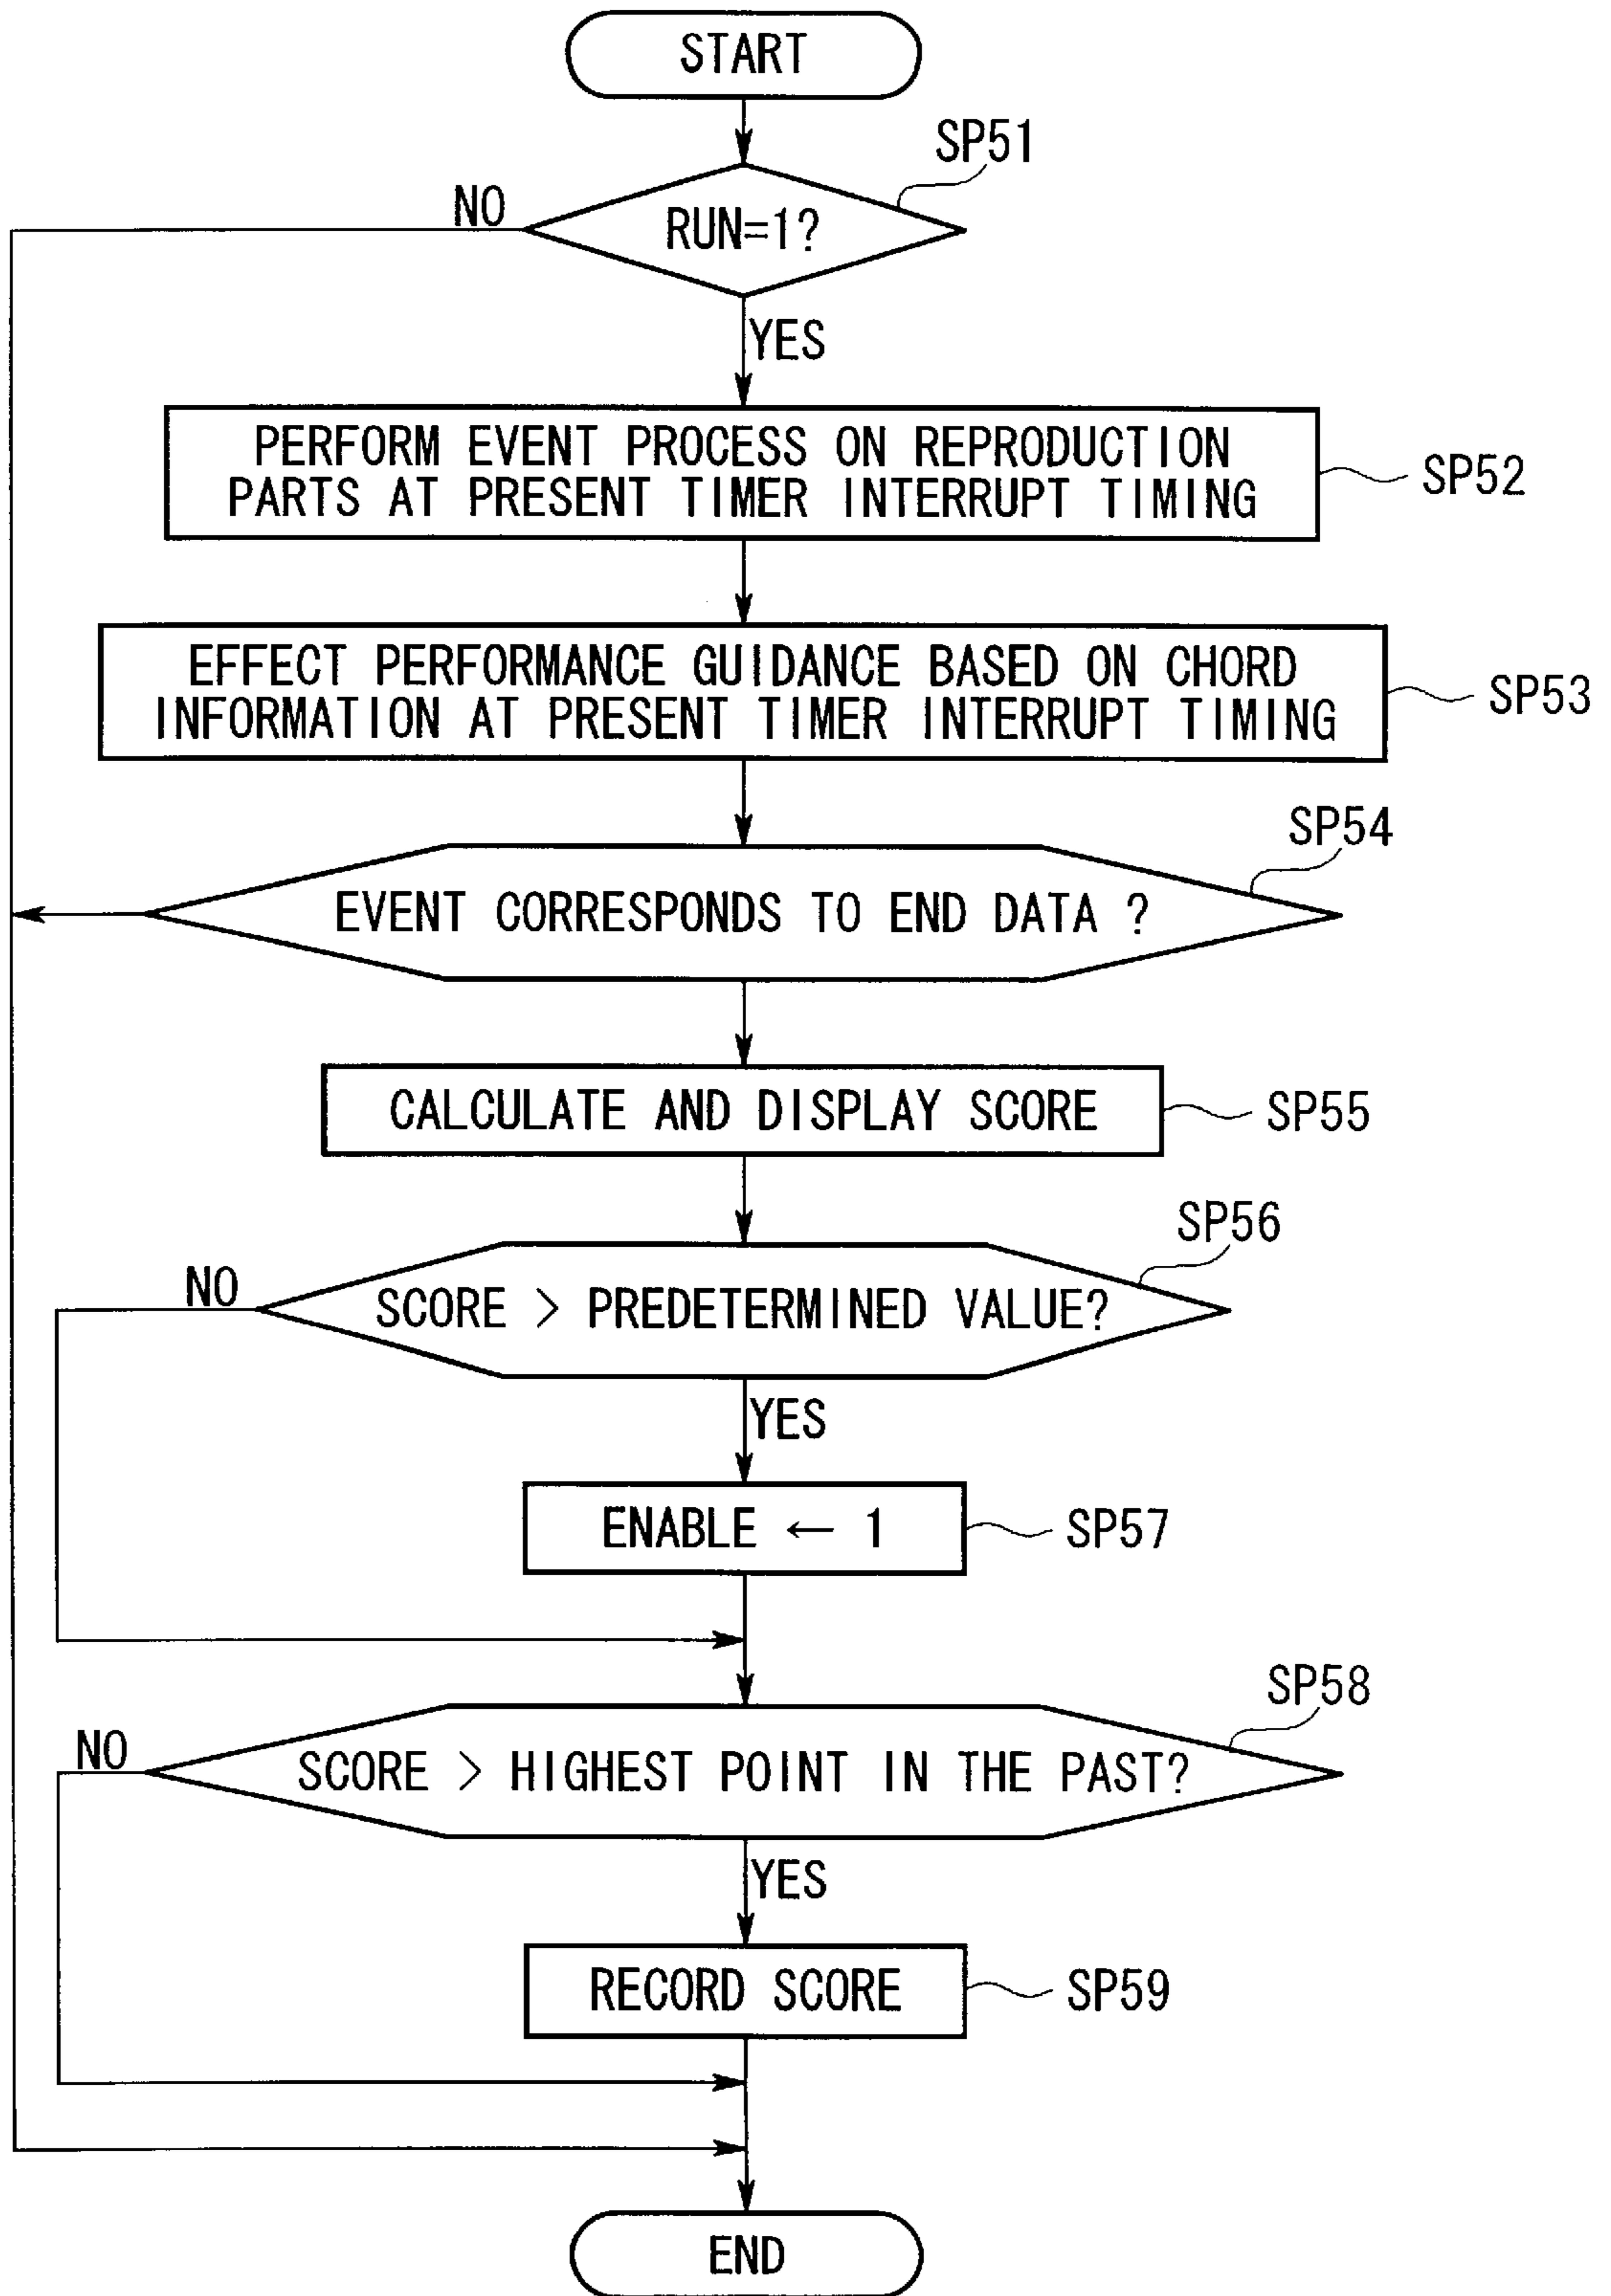 START
SP51
NO
RUN=1?
YES
PERFORM EVENT PROCESS ON REPRODUCTION
PARTS AT PRESENT TIMER INTERRUPT TIMING
SP52
EFFECT PERFORMANCE GUIDANCE BASED ON CHORD
INFORMATION AT PRESENT TIMER INTERRUPT TIMING
SP53
SP54
EVENT CORRESPONDS TO END DATA ?
CALCULATE AND DISPLAY SCORE
SP55
SP56
NO
SCORE > PREDETERMINED VALUE?
YES
ENABLE ← 1
SP57
SP58
NO
SCORE > HIGHEST POINT IN THE PAST?
YES
RECORD SCORE
SP59
END